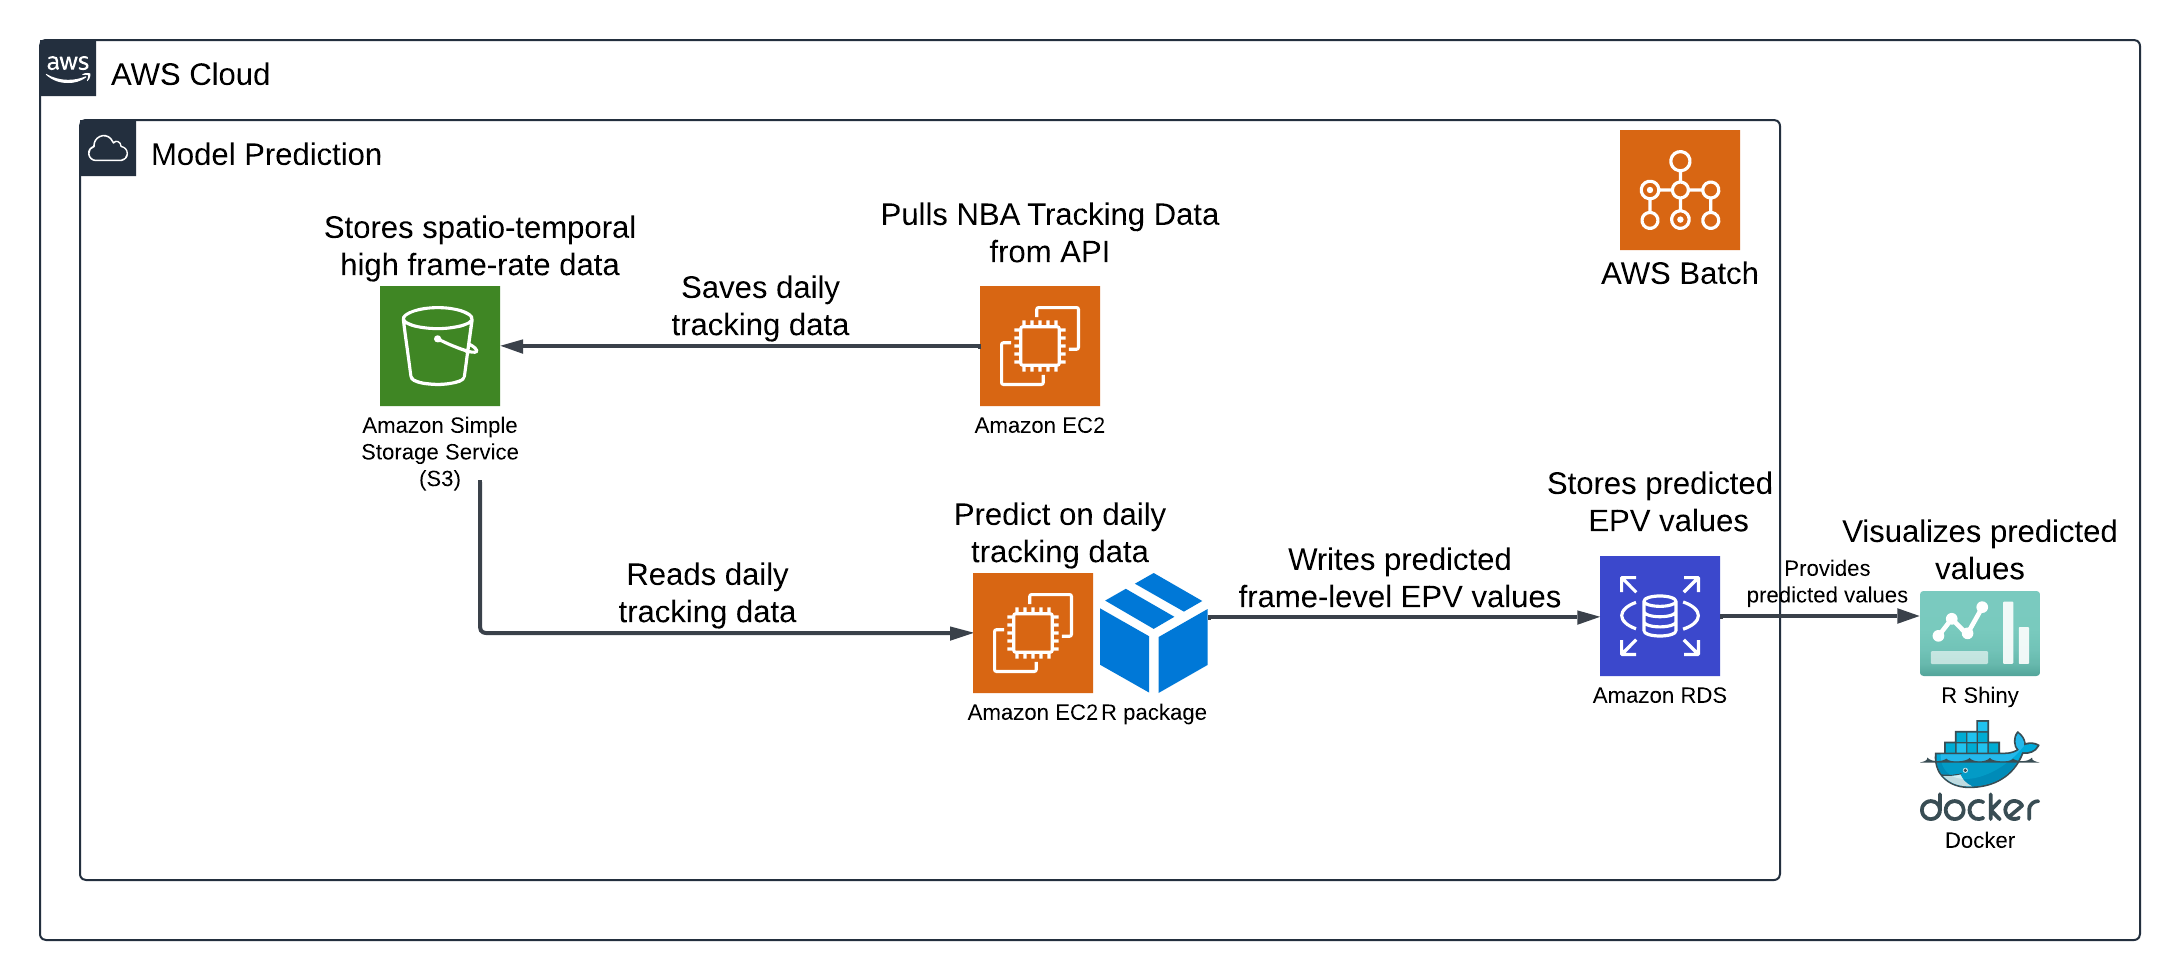 aws
AWS Cloud
Model Prediction
AWS Batch
Pulls NBA Tracking Data
from API
Amazon EC2
Saves daily
tracking data
Stores spatio-temporal
high frame-rate data
Amazon Simple
Storage Service
(S3)
Reads daily
tracking data
Predict on daily
tracking data
Amazon EC2
R package
Writes predicted
frame-level EPV values
Stores predicted
EPV values
Amazon RDS
Provides
predicted values
Visualizes predicted
values
R Shiny
docker
Docker